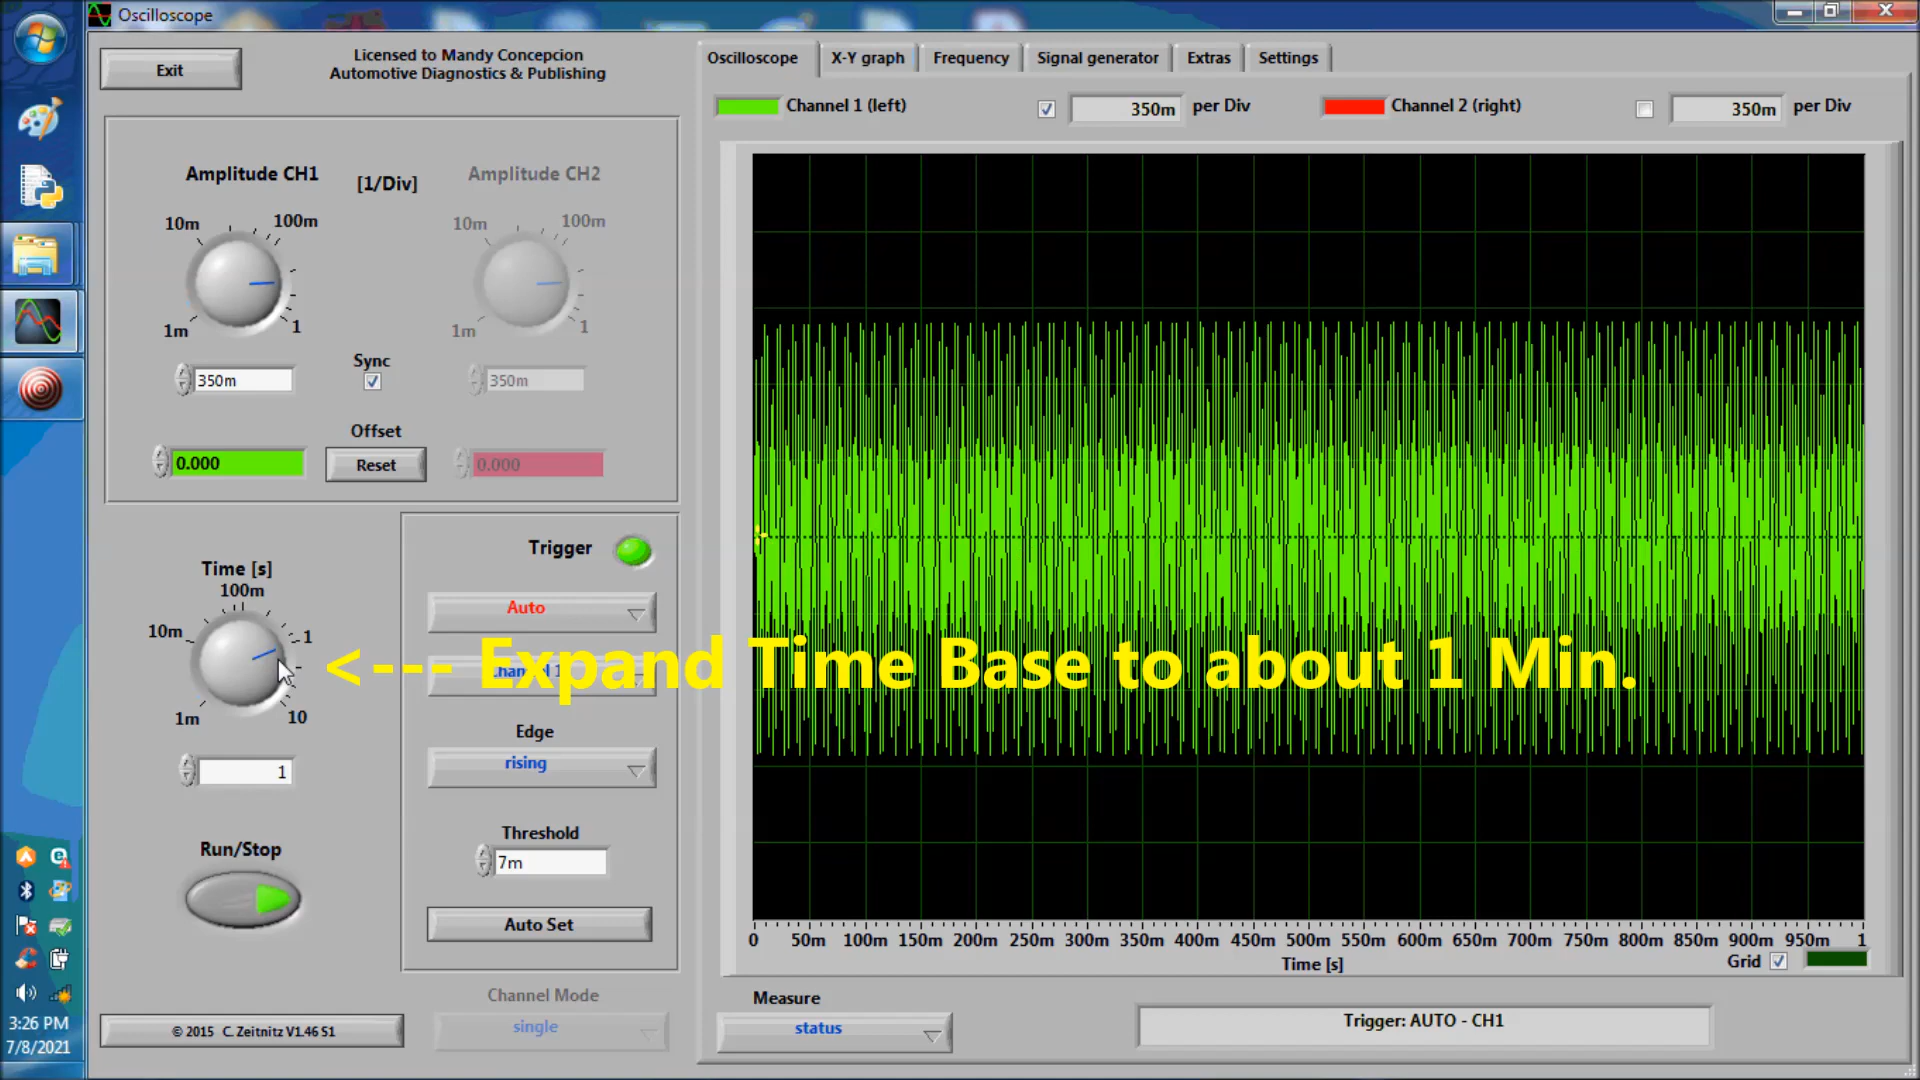 Oscilloscope
Exit
Licensed to Mandy Concepcion
Automotive Diagnostics & Publishing
Oscilloscope
X-Y graph
Frequency
Signal generator
Extras
Settings
Channel 1 (left)
350m
per Div
Channel 2 (right)
350m
per Div
Amplitude CH1
[1/Div]
Amplitude CH2
10m
100m
1m
1
10m
100m
1m
1
350m
Sync
350m
Offset
0.000
Reset
0.000
Time [s]
100m
10m
1
1m
10
1
Trigger
Auto
Channel 1
<--- Expand Time Base to about 1 Min.
Edge
rising
Threshold
7m
Auto Set
Run/Stop
Channel Mode
single
© 2015 C. Zeitnitz V1.46 S1
0 50m 100m 150m 200m 250m 300m 350m 400m 450m 500m 550m 600m 650m 700m 750m 800m 850m 900m 950m 1
Time [s]
Grid
Measure
status
Trigger: AUTO - CH1
3:26 PM
7/8/2021